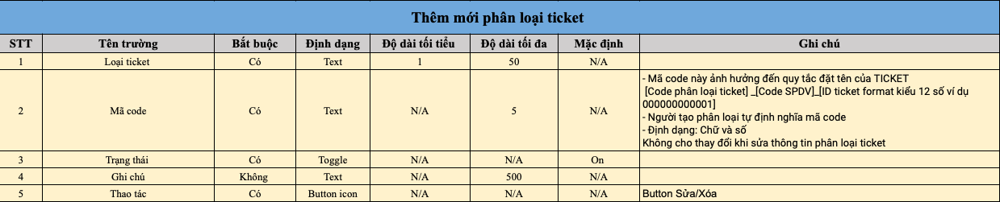 Thêm mới phân loại ticket
STT Tên trường Bắt buộc Định dạng Độ dài tối tiểu Độ dài tối đa Mặc định Ghi chú
1 Loại ticket Có Text 1 50 N/A
2 Mã code Có Text N/A 5 N/A
- Mã code này ảnh hưởng đến quy tắc đặt tên của TICKET
[Code phân loại ticket] _[Code SPDV]_[ID ticket format kiểu 12 số ví dụ
000000000001]
- Người tạo phân loại tự định nghĩa mã code
- Định dạng: Chữ và số
Không cho thay đổi khi sửa thông tin phân loại ticket
3 Trạng thái Có Toggle N/A N/A On
4 Ghi chú Không Text N/A 500 N/A
5 Thao tác Có Button icon N/A N/A N/A Button Sửa/Xóa